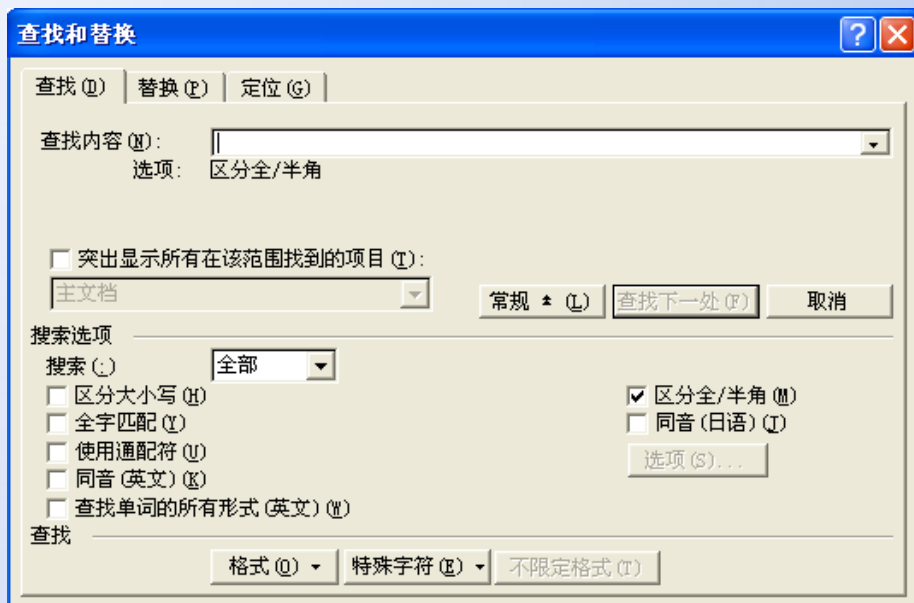 查找和替换
查找(D) 替换(P) 定位(G)
查找内容(N):
选项: 区分全/半角
突出显示所有在该范围找到的项目(T):
主文档
常规 (L) 查找下一处(F) 取消
搜索选项
搜索(:) 全部
区分大小写(H) 区分全/半角(M)
全字匹配(Y) 同音(日语)(J)
使用通配符(U) 选项(S)...
同音(英文)(K)
查找单词的所有形式(英文)(W)
查找
格式(O) 特殊字符(E) 不限定格式(T)